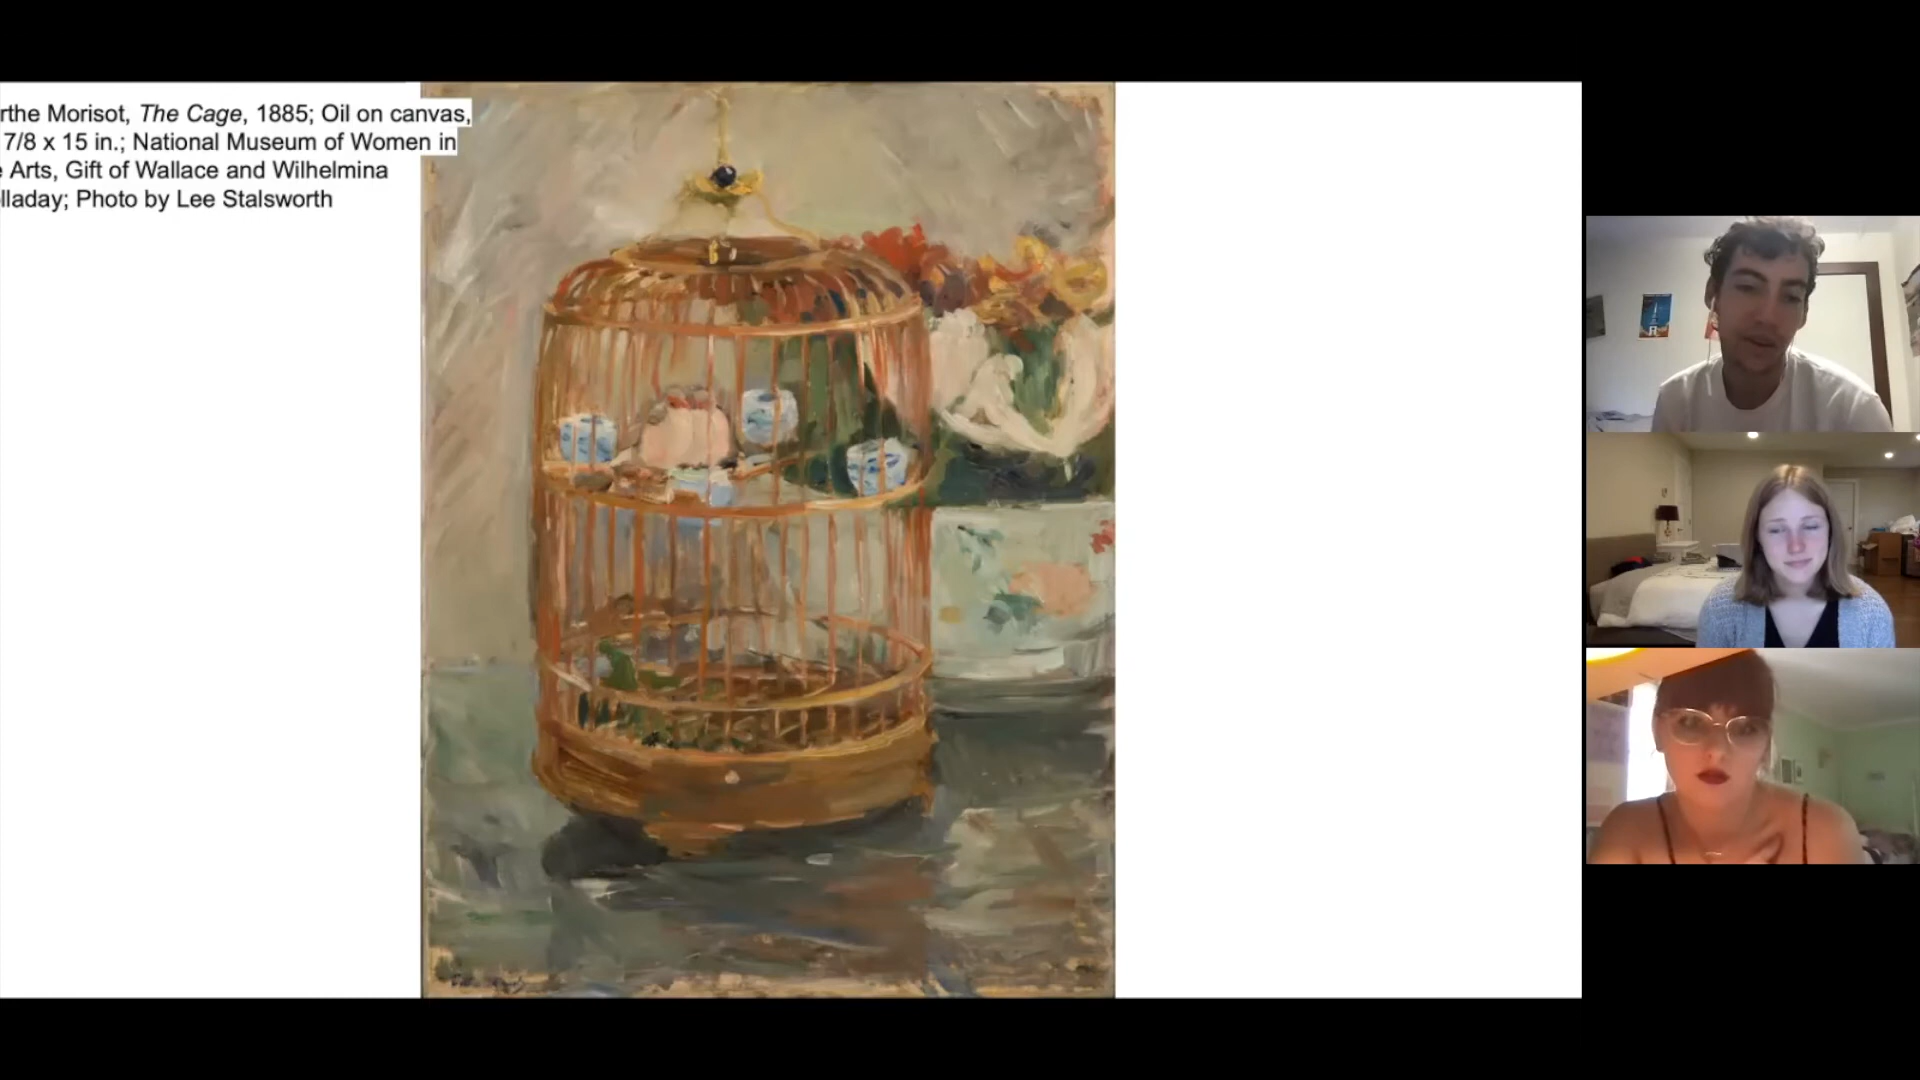 rthe Morisot, The Cage, 1885; Oil on canvas,
7/8 x 15 in.; National Museum of Women in
e Arts, Gift of Wallace and Wilhelmina
lladay; Photo by Lee Stalsworth